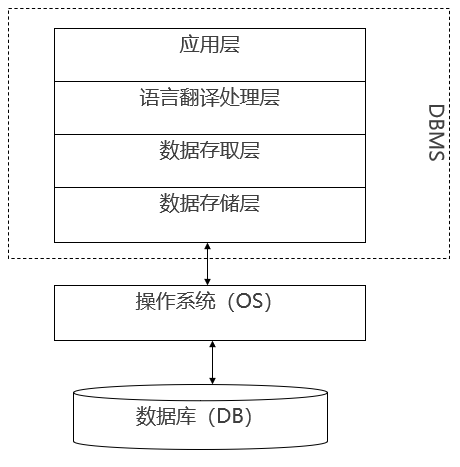 应用层
语言翻译处理层
数据存取层
数据存储层
DBMS
操作系统（OS）
数据库（DB）